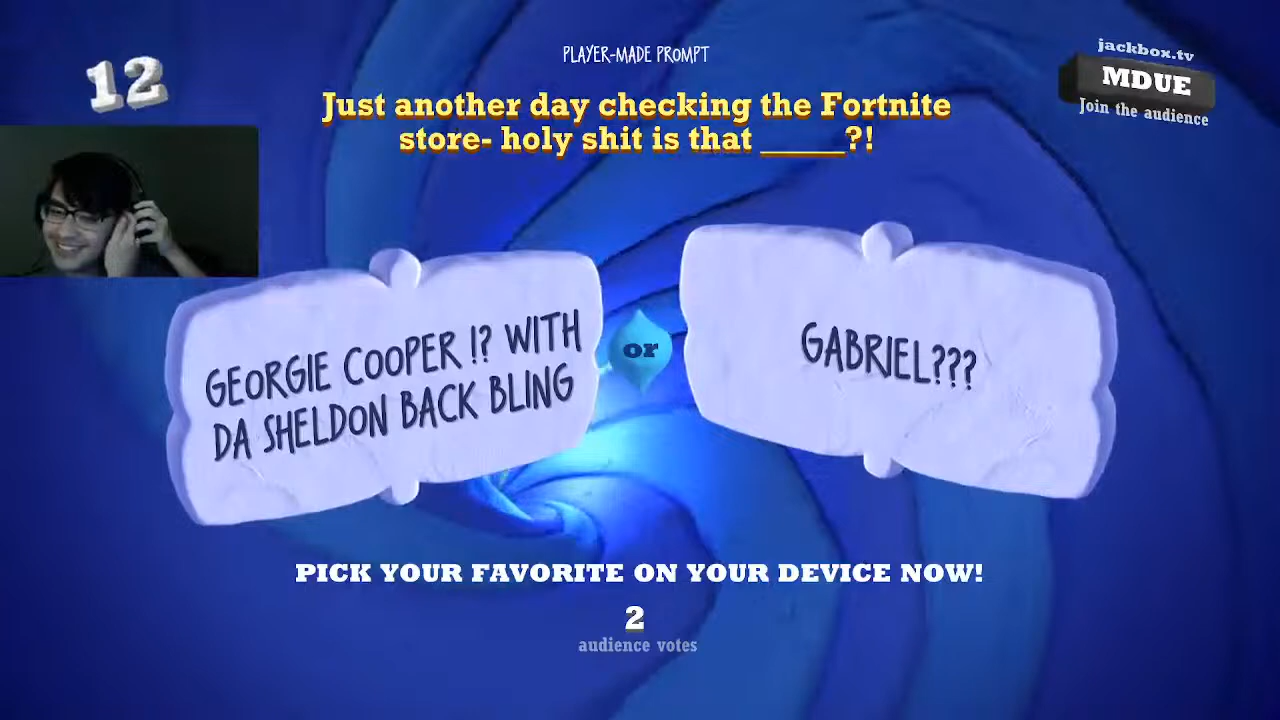 12
PLAYER-MADE PROMPT
Just another day checking the Fortnite
store- holy shit is that _____?!
jackbox.tv
MDUE
Join the audience
GEORGIE COOPER !? WITH
DA SHELDON BACK BLING
or
GABRIEL???
PICK YOUR FAVORITE ON YOUR DEVICE NOW!
2
audience votes